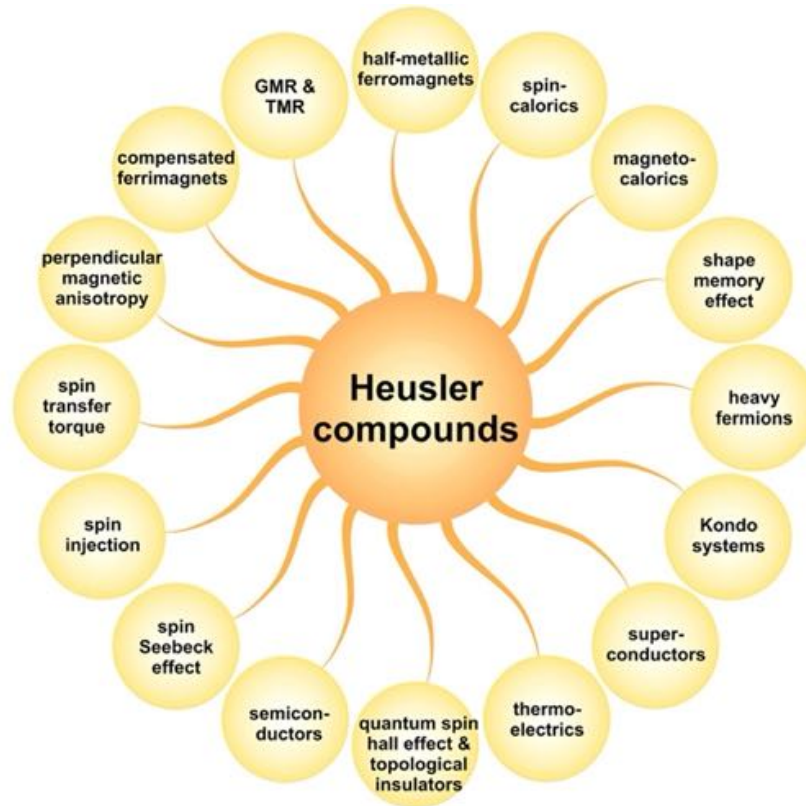 Heusler
compounds
half-metallic
ferromagnets
spin-
calorics
magneto-
calorics
shape
memory
effect
heavy
fermions
Kondo
systems
super-
conductors
thermo-
electrics
quantum spin
hall effect &
topological
insulators
semicon-
ductors
spin
Seebeck
effect
spin
injection
spin
transfer
torque
perpendicular
magnetic
anisotropy
compensated
ferrimagnets
GMR &
TMR